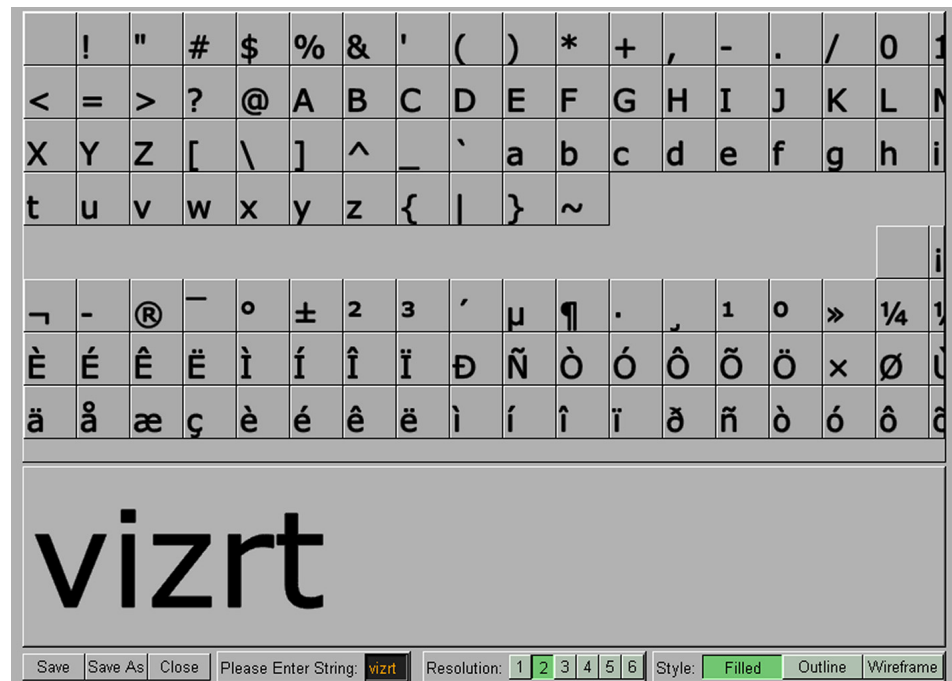 ! " # $ % & ' ( ) * + , - . / 0
< = > ? @ A B C D E F G H I J K L
X Y Z [ \ ] ^ _ ` a b c d e f g h i
t u v w x y z { | } ~
¡
¬ - ® ¯ ° ± ² ³ ´ µ ¶ · ¸ ¹ º » ¼
È É Ê Ë Ì Í Î Ï Ð Ñ Ò Ó Ô Õ Ö × Ø
ä å æ ç è é ê ë ì í î ï ð ñ ò ó ô
vizrt
Save Save As Close Please Enter String: vizrt Resolution: 1 2 3 4 5 6 Style: Filled Outline Wireframe